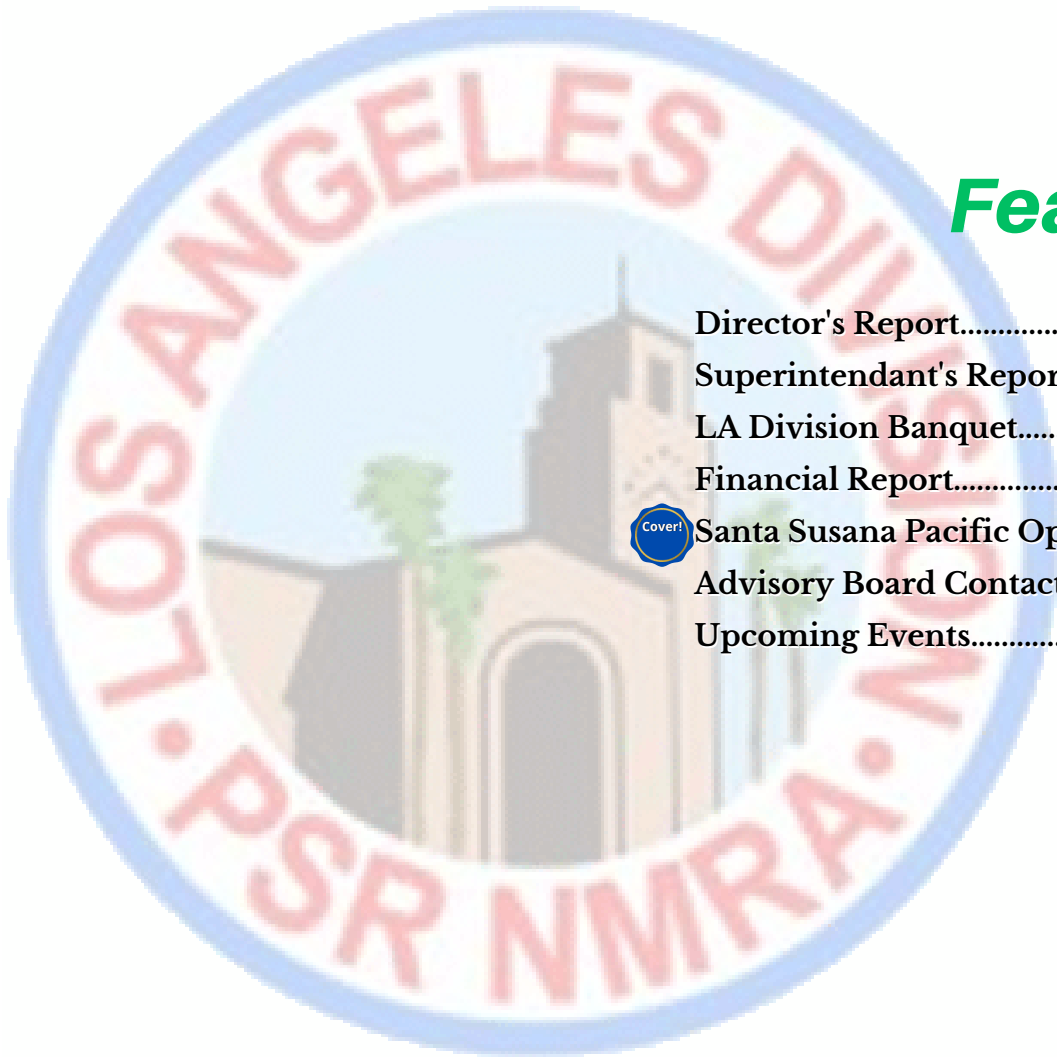 LOS ANGELES DIVISION
• PSR NMRA •
Fea
Director's Report.............
Superintendant's Repor
LA Division Banquet.....
Financial Report..............
Cover!
Santa Susana Pacific Op
Advisory Board Contact
Upcoming Events............